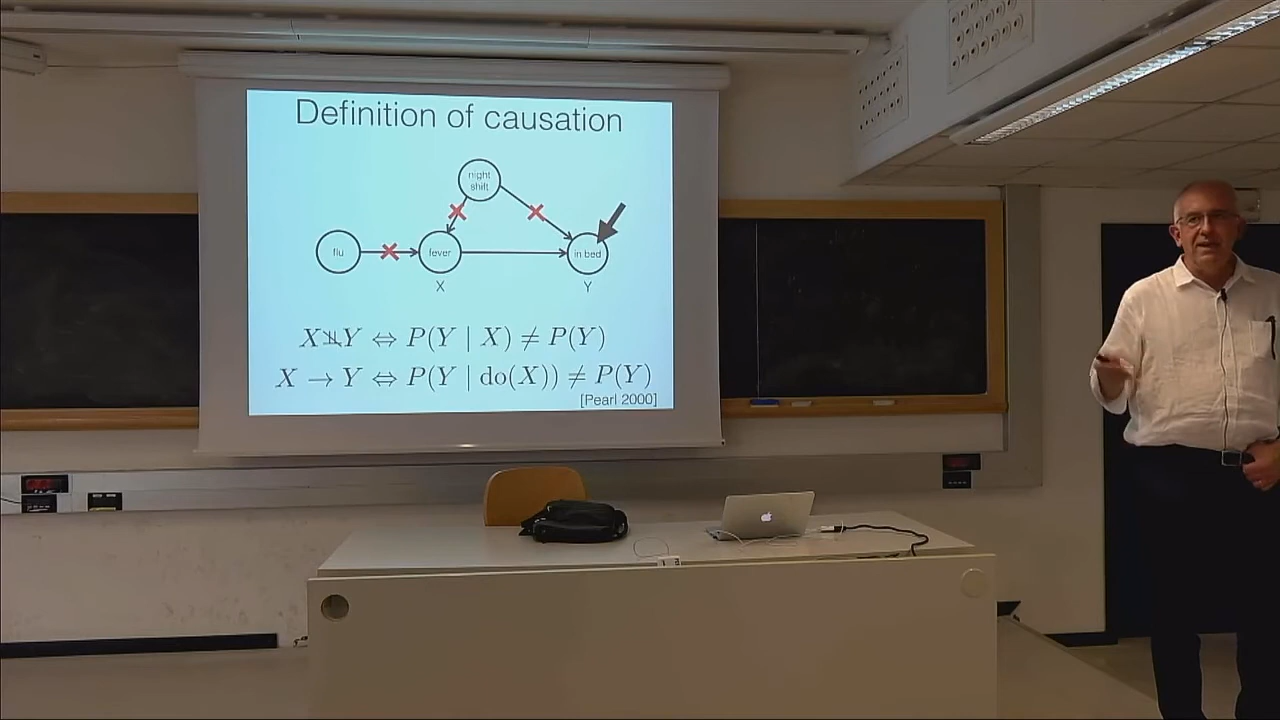 Definition of causation
night
shift
flu
fever
in bed
X
Y
X ⫫̸ Y ⇔ P(Y | X) ≠ P(Y)
X → Y ⇔ P(Y | do(X)) ≠ P(Y)
[Pearl 2000]